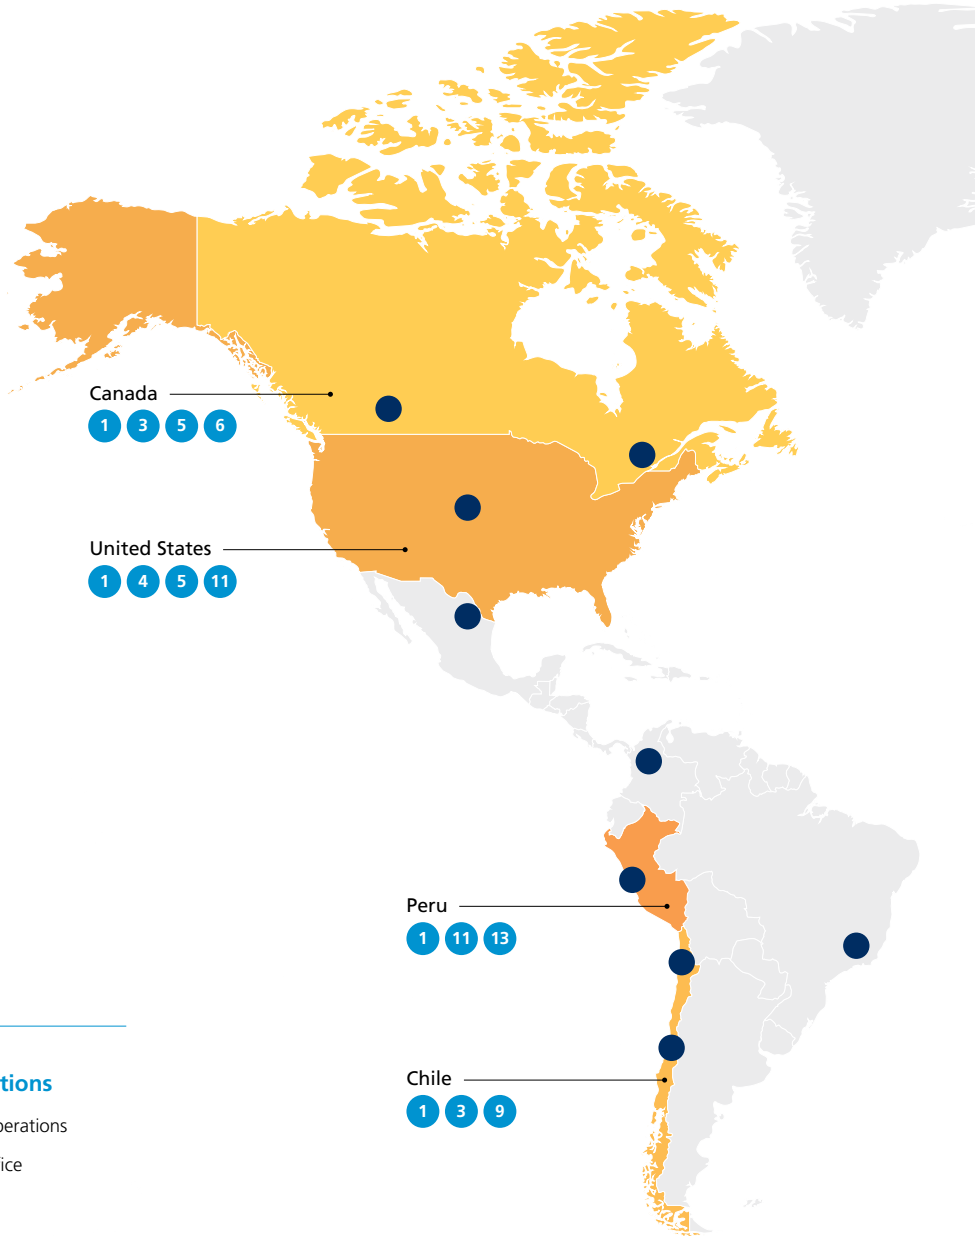 Canada
1 3 5 6
United States
1 4 5 11
Peru
1 11 13
Chile
1 3 9
tions
perations
ice